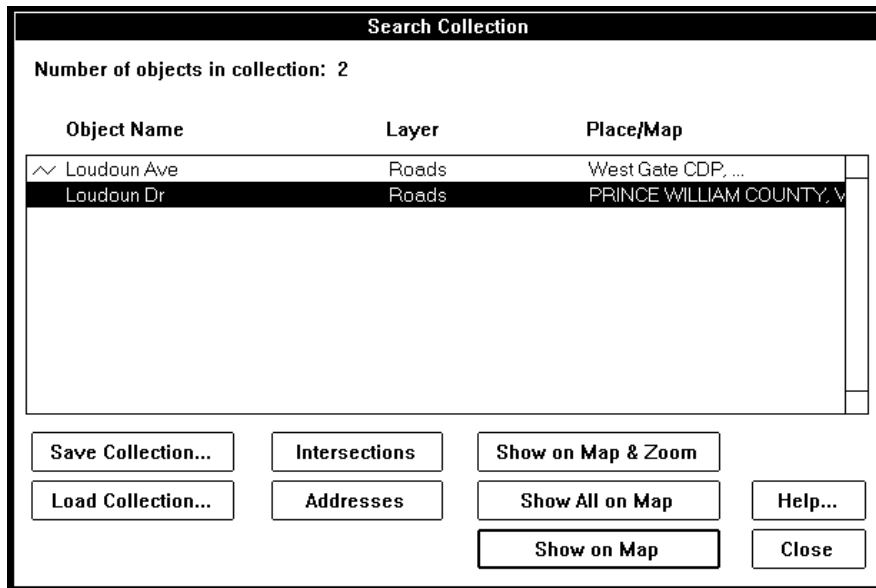 Search Collection
Number of objects in collection: 2
Object Name Layer Place/Map
Loudoun Ave Roads West Gate CDP, ...
Loudoun Dr Roads PRINCE WILLIAM COUNTY, V
Save Collection... Intersections Show on Map & Zoom
Load Collection... Addresses Show All on Map Help...
Show on Map Close